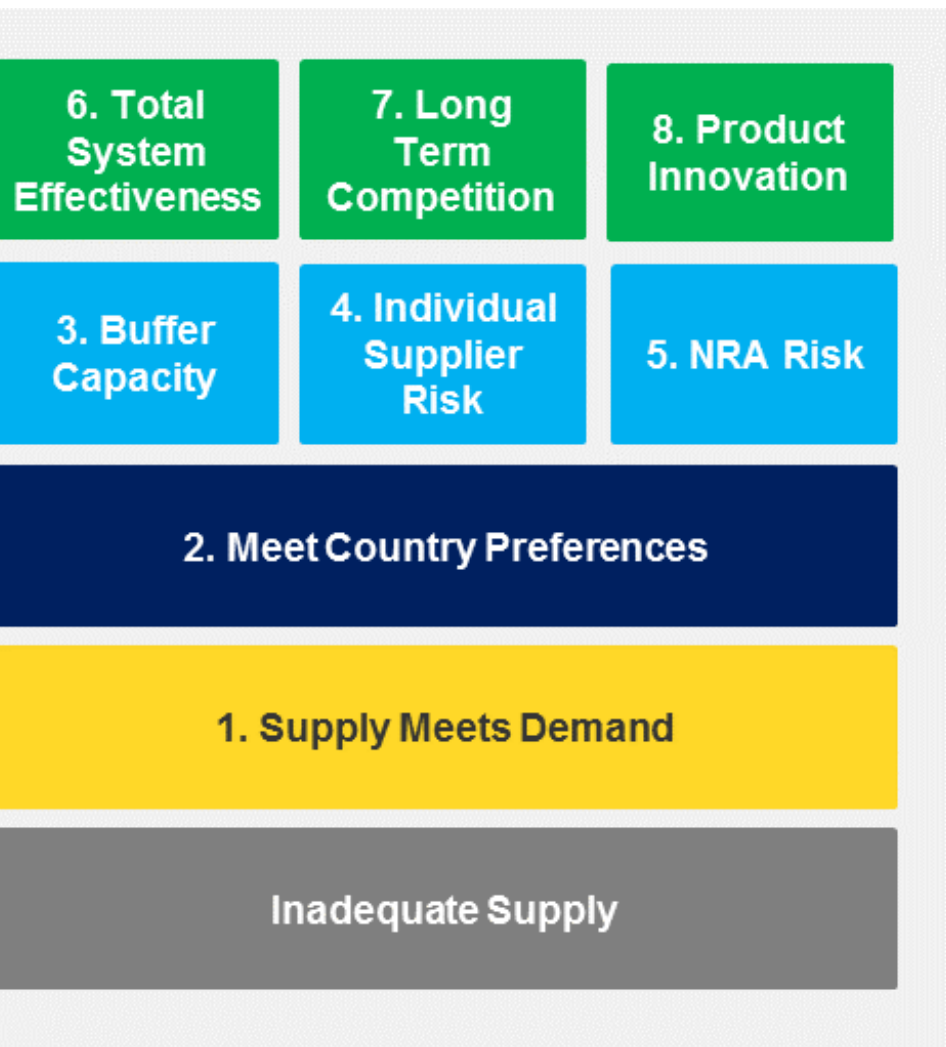 6. Total
System
Effectiveness
7. Long
Term
Competition
8. Product
Innovation
3. Buffer
Capacity
4. Individual
Supplier
Risk
5. NRA Risk
2. Meet Country Preferences
1. Supply Meets Demand
Inadequate Supply